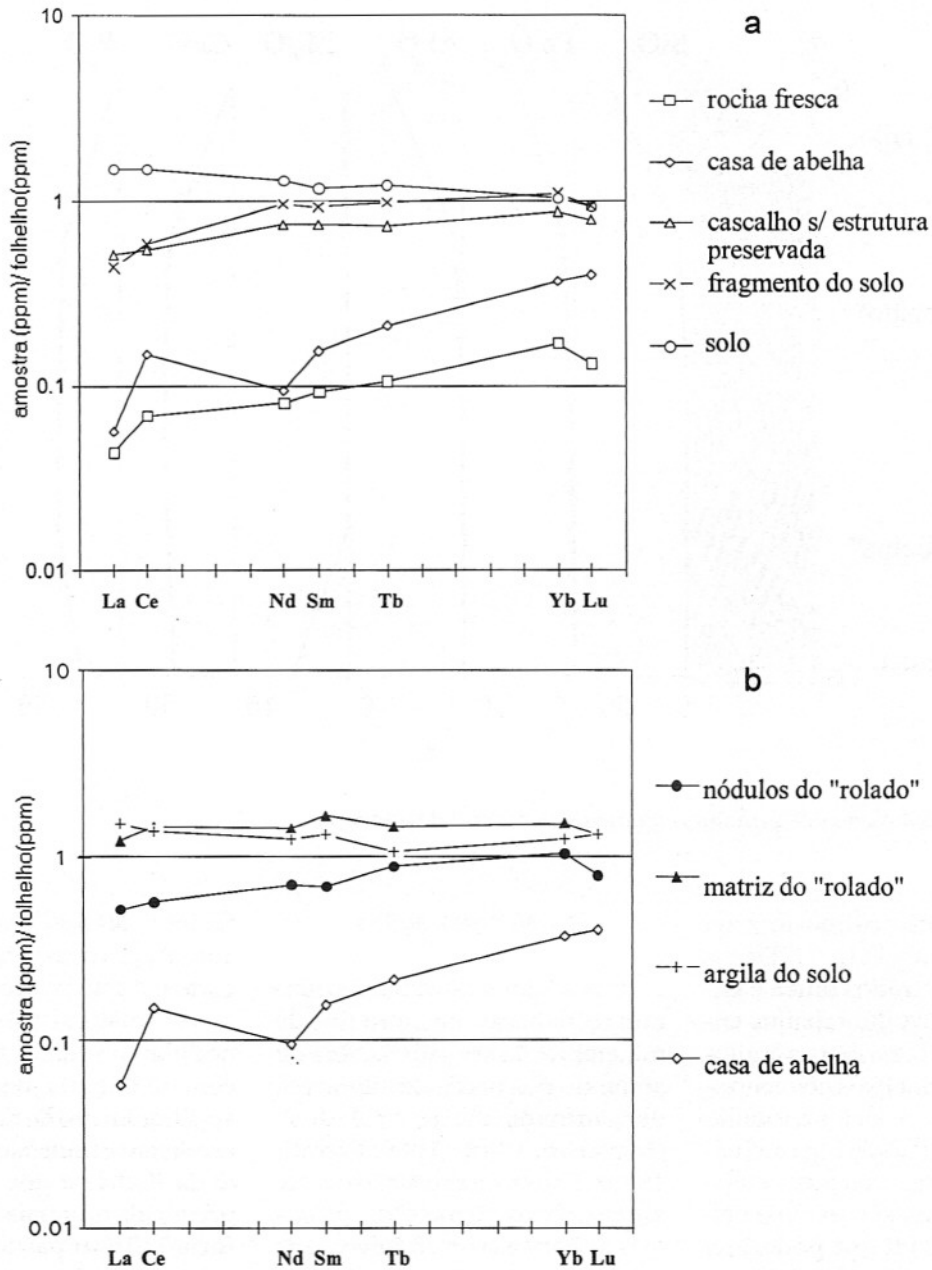 a
10
1
0.1
0.01
amostra (ppm)/ folhelho(ppm)
La Ce Nd Sm Tb Yb Lu
rocha fresca
casa de abelha
cascalho s/ estrutura
preservada
fragmento do solo
solo
b
10
1
0.1
0.01
amostra (ppm)/ folhelho(ppm)
La Ce Nd Sm Tb Yb Lu
nódulos do "rolado"
matriz do "rolado"
argila do solo
casa de abelha